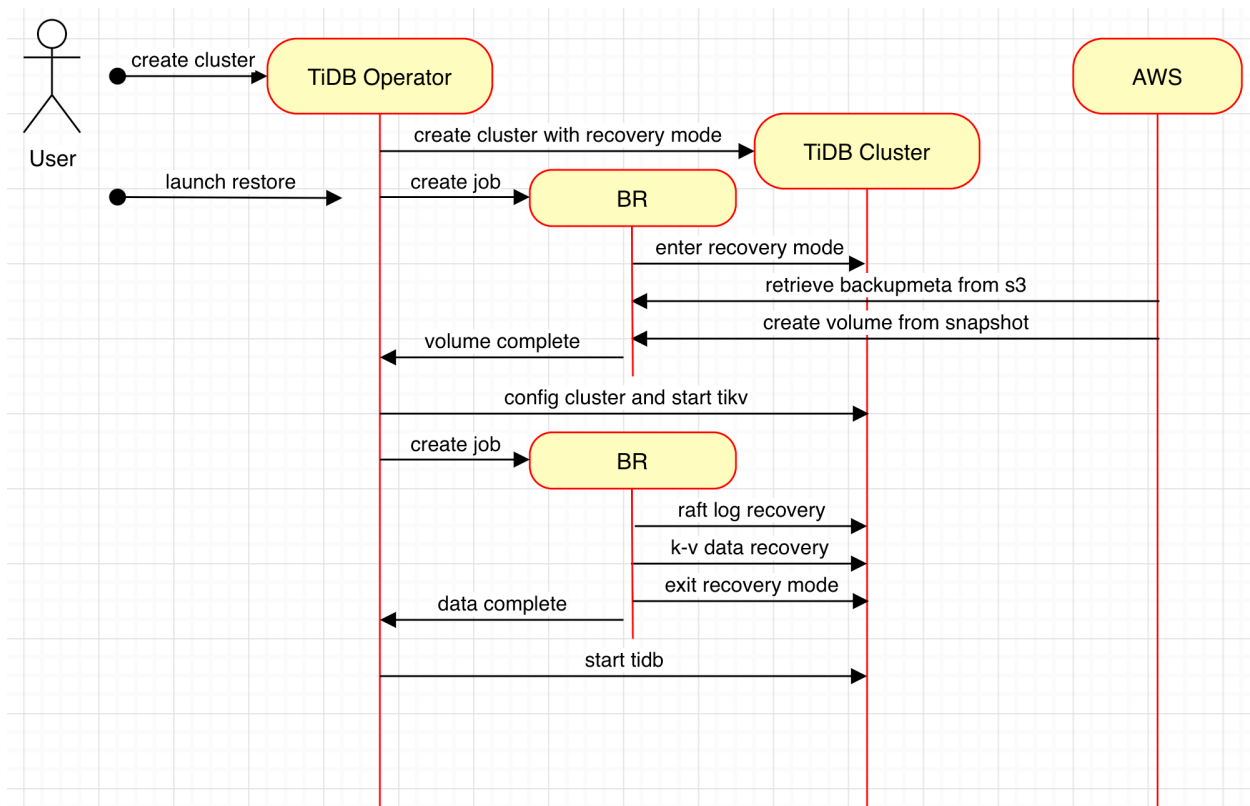 create cluster
TiDB Operator
AWS
create cluster with recovery mode
TiDB Cluster
User
launch restore
create job
BR
enter recovery mode
retrieve backupmeta from s3
create volume from snapshot
volume complete
config cluster and start tikv
create job
BR
raft log recovery
k-v data recovery
exit recovery mode
data complete
start tidb